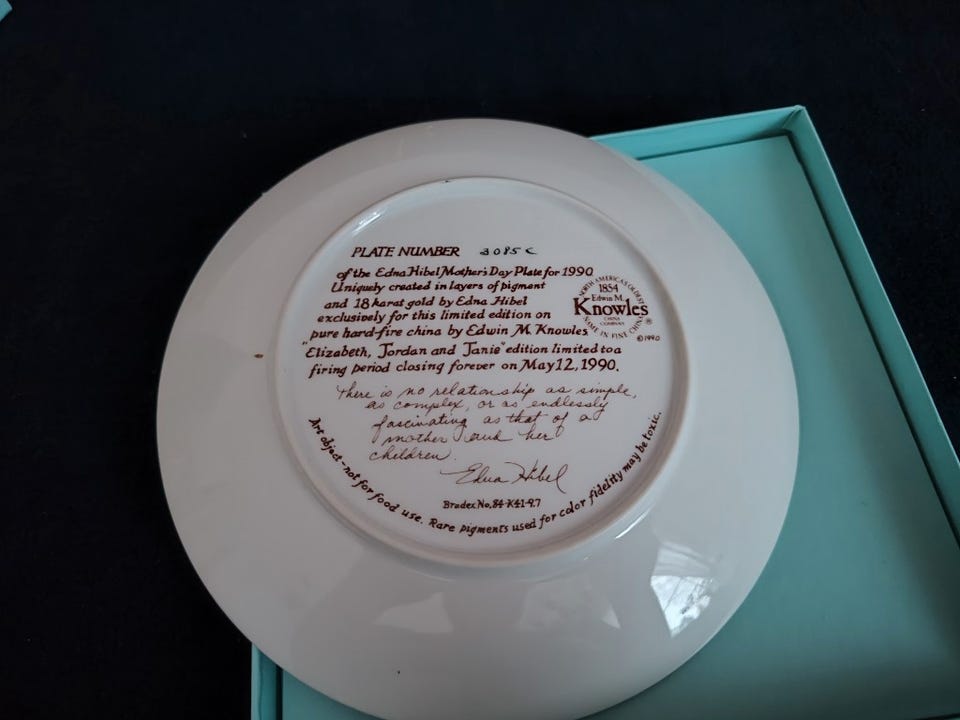 PLATE NUMBER 3085 C
of the Edna Hibel Mother's Day Plate for 1990
Uniquely created in layers of pigment
and 18 karat gold by Edna Hibel
exclusively for this limited edition on
pure hard-fire china by Edwin M. Knowles.
"Elizabeth, Jordan and Janie" edition limited to a
firing period closing forever on May 12, 1990.
NORTH AMERICA'S OLDEST
1854
Edwin M.
Knowles
CHINA
COMPANY
NAME IN FINE CHINA
®
©1990
There is no relationship as simple,
as complex, or as endlessly
fascinating as that of a
mother and her
children.
Edna Hibel
Bradex No. 84-K41-9.7
Art object-not for food use. Rare pigments used for color fidelity may be toxic.